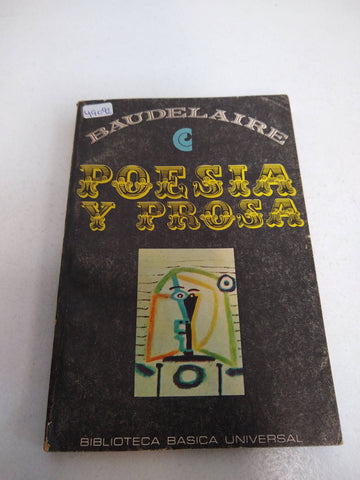 BAUDELAIRE
POESIA
Y PROSA
BIBLIOTECA BASICA UNIVERSAL